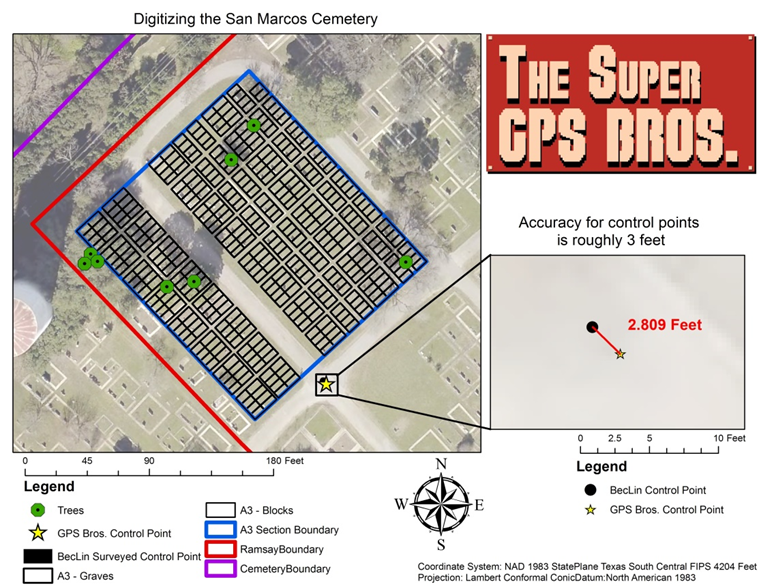 Digitizing the San Marcos Cemetery
THE SUPER
GPS BROS.
Accuracy for control points
is roughly 3 feet
2.809 Feet
0 45 90 180 Feet
0 2.5 5 10 Feet
Legend
Trees
GPS Bros. Control Point
BecLin Surveyed Control Point
A3 - Graves
A3 - Blocks
A3 Section Boundary
RamsayBoundary
CemeteryBoundary
N
W E
S
Legend
BecLin Control Point
GPS Bros. Control Point
Coordinate System: NAD 1983 StatePlane Texas South Central FIPS 4204 Feet
Projection: Lambert Conformal ConicDatum:North American 1983